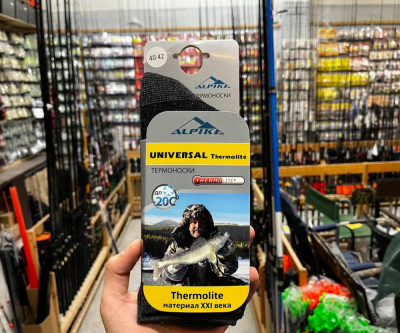 40-42
ALPIKA
ТЕРМОНОСКИ
ALPIKA
UNIVERSAL Thermolite
ТЕРМОНОСКИ
до
-20С°
Thermolite
материал XXI века